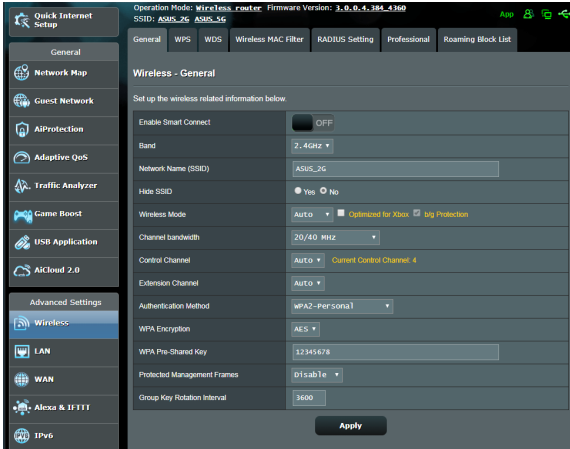 Quick Internet Setup
Operation Mode: Wireless router Firmware Version: 3.0.0.4.384_4360
SSID: ASUS_2G ASUS_5G
App
General
Network Map
Guest Network
AiProtection
Adaptive QoS
Traffic Analyzer
Game Boost
USB Application
AiCloud 2.0
Advanced Settings
Wireless
LAN
WAN
Alexa & IFTTT
IPv6
General WPS WDS Wireless MAC Filter RADIUS Setting Professional Roaming Block List
Wireless - General
Set up the wireless related information below.
Enable Smart Connect OFF
Band 2.4GHz
Network Name (SSID) ASUS_2G
Hide SSID Yes No
Wireless Mode Auto Optimized for Xbox b/g Protection
Channel bandwidth 20/40 MHz
Control Channel Auto Current Control Channel: 4
Extension Channel Auto
Authentication Method WPA2-Personal
WPA Encryption AES
WPA Pre-Shared Key 12345678
Protected Management Frames Disable
Group Key Rotation Interval 3600
Apply